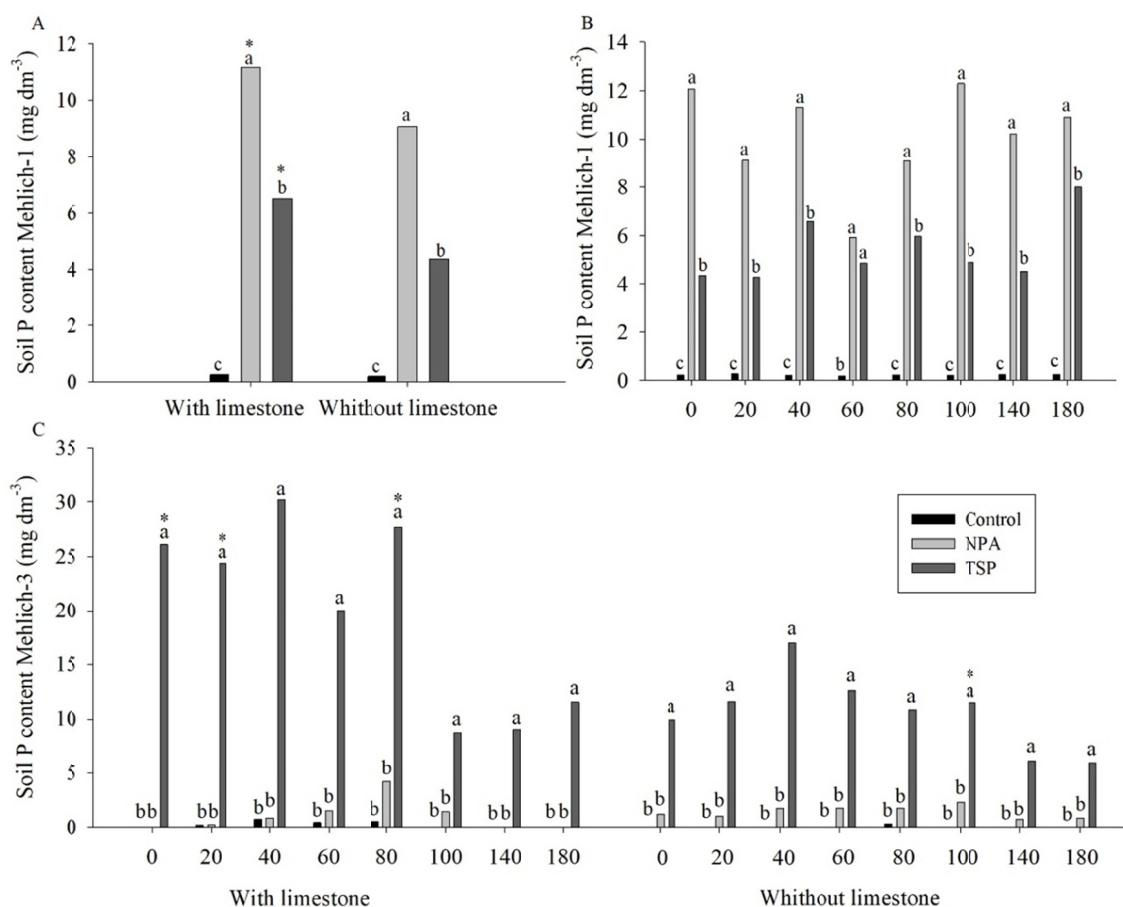 A
Soil P content Mehlich-1 (mg dm⁻³)
12
10
8
6
4
2
0
c
*
a
*
b
c
a
b
With limestone
Whithout limestone
B
Soil P content Mehlich-1 (mg dm⁻³)
14
12
10
8
6
4
2
0
c a b
c a b
c a b
b a a
c a b
c a b
c a b
c a b
0 20 40 60 80 100 140 180
C
Soil P content Mehlich-3 (mg dm⁻³)
35
30
25
20
15
10
5
0
* * *
b b a
b b a
b b a
b b a
b b a
b b a
b b a
b b a
0 20 40 60 80 100 140 180
With limestone
*
b b a
b b a
b b a
b b a
b b a
b b a
b b a
b b a
0 20 40 60 80 100 140 180
Whithout limestone
Control
NPA
TSP